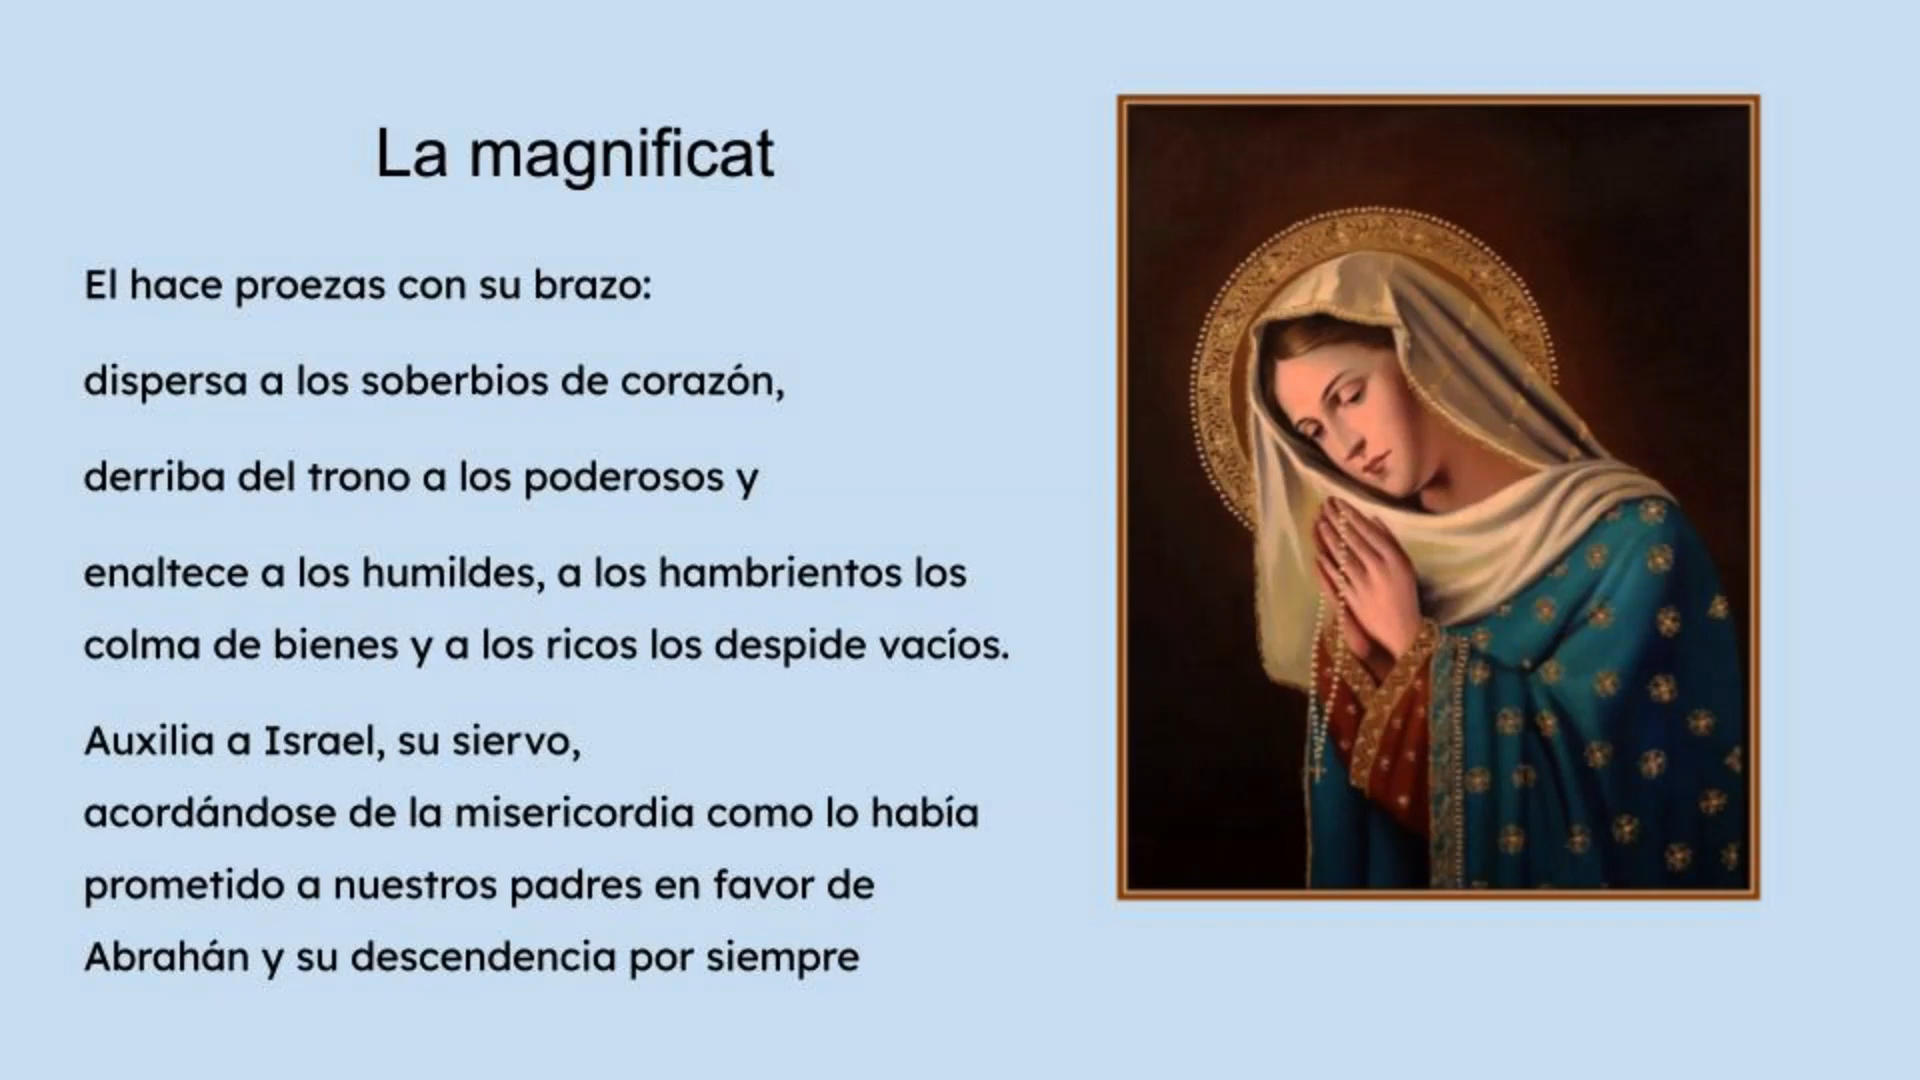 La magnificat
El hace proezas con su brazo:
dispersa a los soberbios de corazón,
derriba del trono a los poderosos y
enaltece a los humildes, a los hambrientos los
colma de bienes y a los ricos los despide vacíos.
Auxilia a Israel, su siervo,
acordándose de la misericordia como lo había
prometido a nuestros padres en favor de
Abrahán y su descendencia por siempre